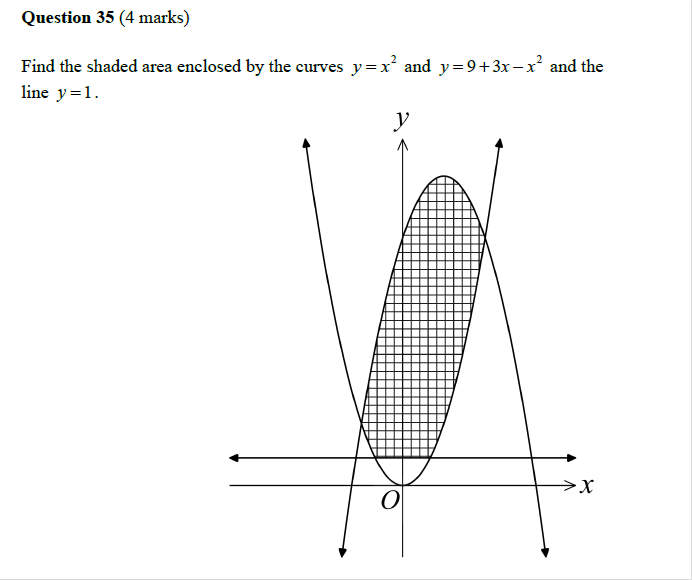 Question 35 (4 marks)
Find the shaded area enclosed by the curves y = x² and y = 9 + 3x − x² and the
line y = 1.
y
x
O